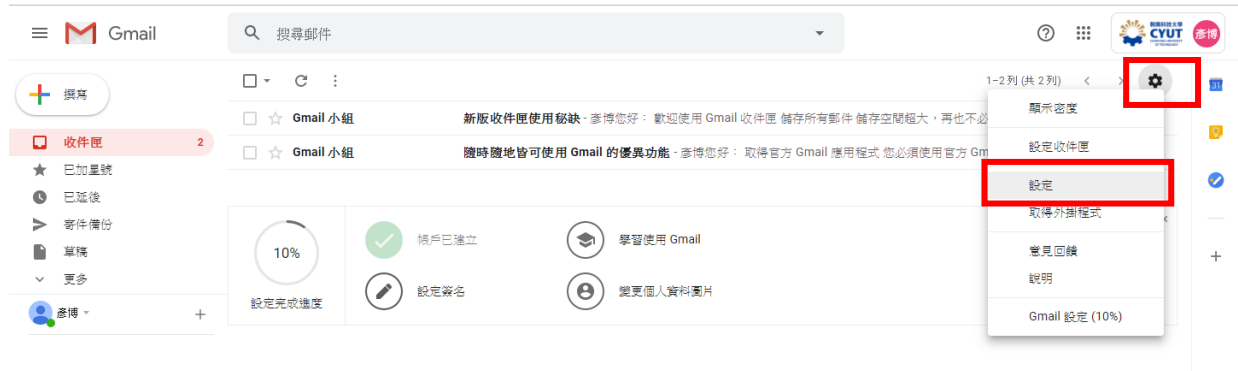 Gmail
搜尋郵件
朝陽科技大學
CYUT
彥博
撰寫
1–2 列 (共 2 列)
31
收件匣 2
已加星號
已延後
寄件備份
草稿
更多
彥博
Gmail 小組 新版收件匣使用秘訣 - 彥博您好： 歡迎使用 Gmail 收件匣 儲存所有郵件 儲存空間超大，再也不必
Gmail 小組 隨時隨地皆可使用 Gmail 的優異功能 - 彥博您好： 取得官方 Gmail 應用程式 您必須使用官方 Gm
10%
設定完成進度
帳戶已建立
學習使用 Gmail
設定簽名
變更個人資料圖片
顯示密度
設定收件匣
設定
取得外掛程式
意見回饋
說明
Gmail 設定 (10%)